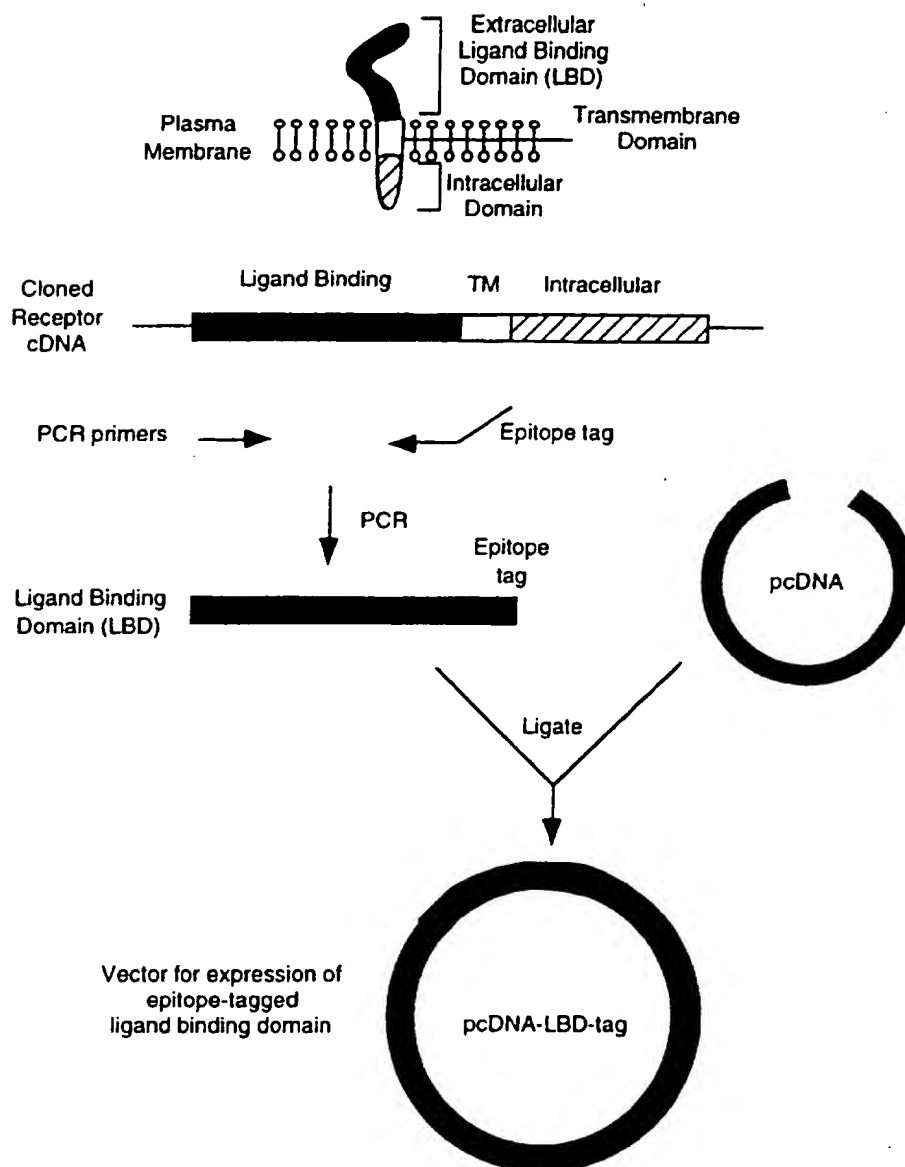 Extracellular
Ligand Binding
Domain (LBD)
Plasma
Membrane
Transmembrane
Domain
Intracellular
Domain
Ligand Binding
TM
Intracellular
Cloned
Receptor
cDNA
PCR primers
Epitope tag
PCR
Epitope
tag
pcDNA
Ligand Binding
Domain (LBD)
Ligate
Vector for expression of
epitope-tagged
ligand binding domain
pcDNA-LBD-tag